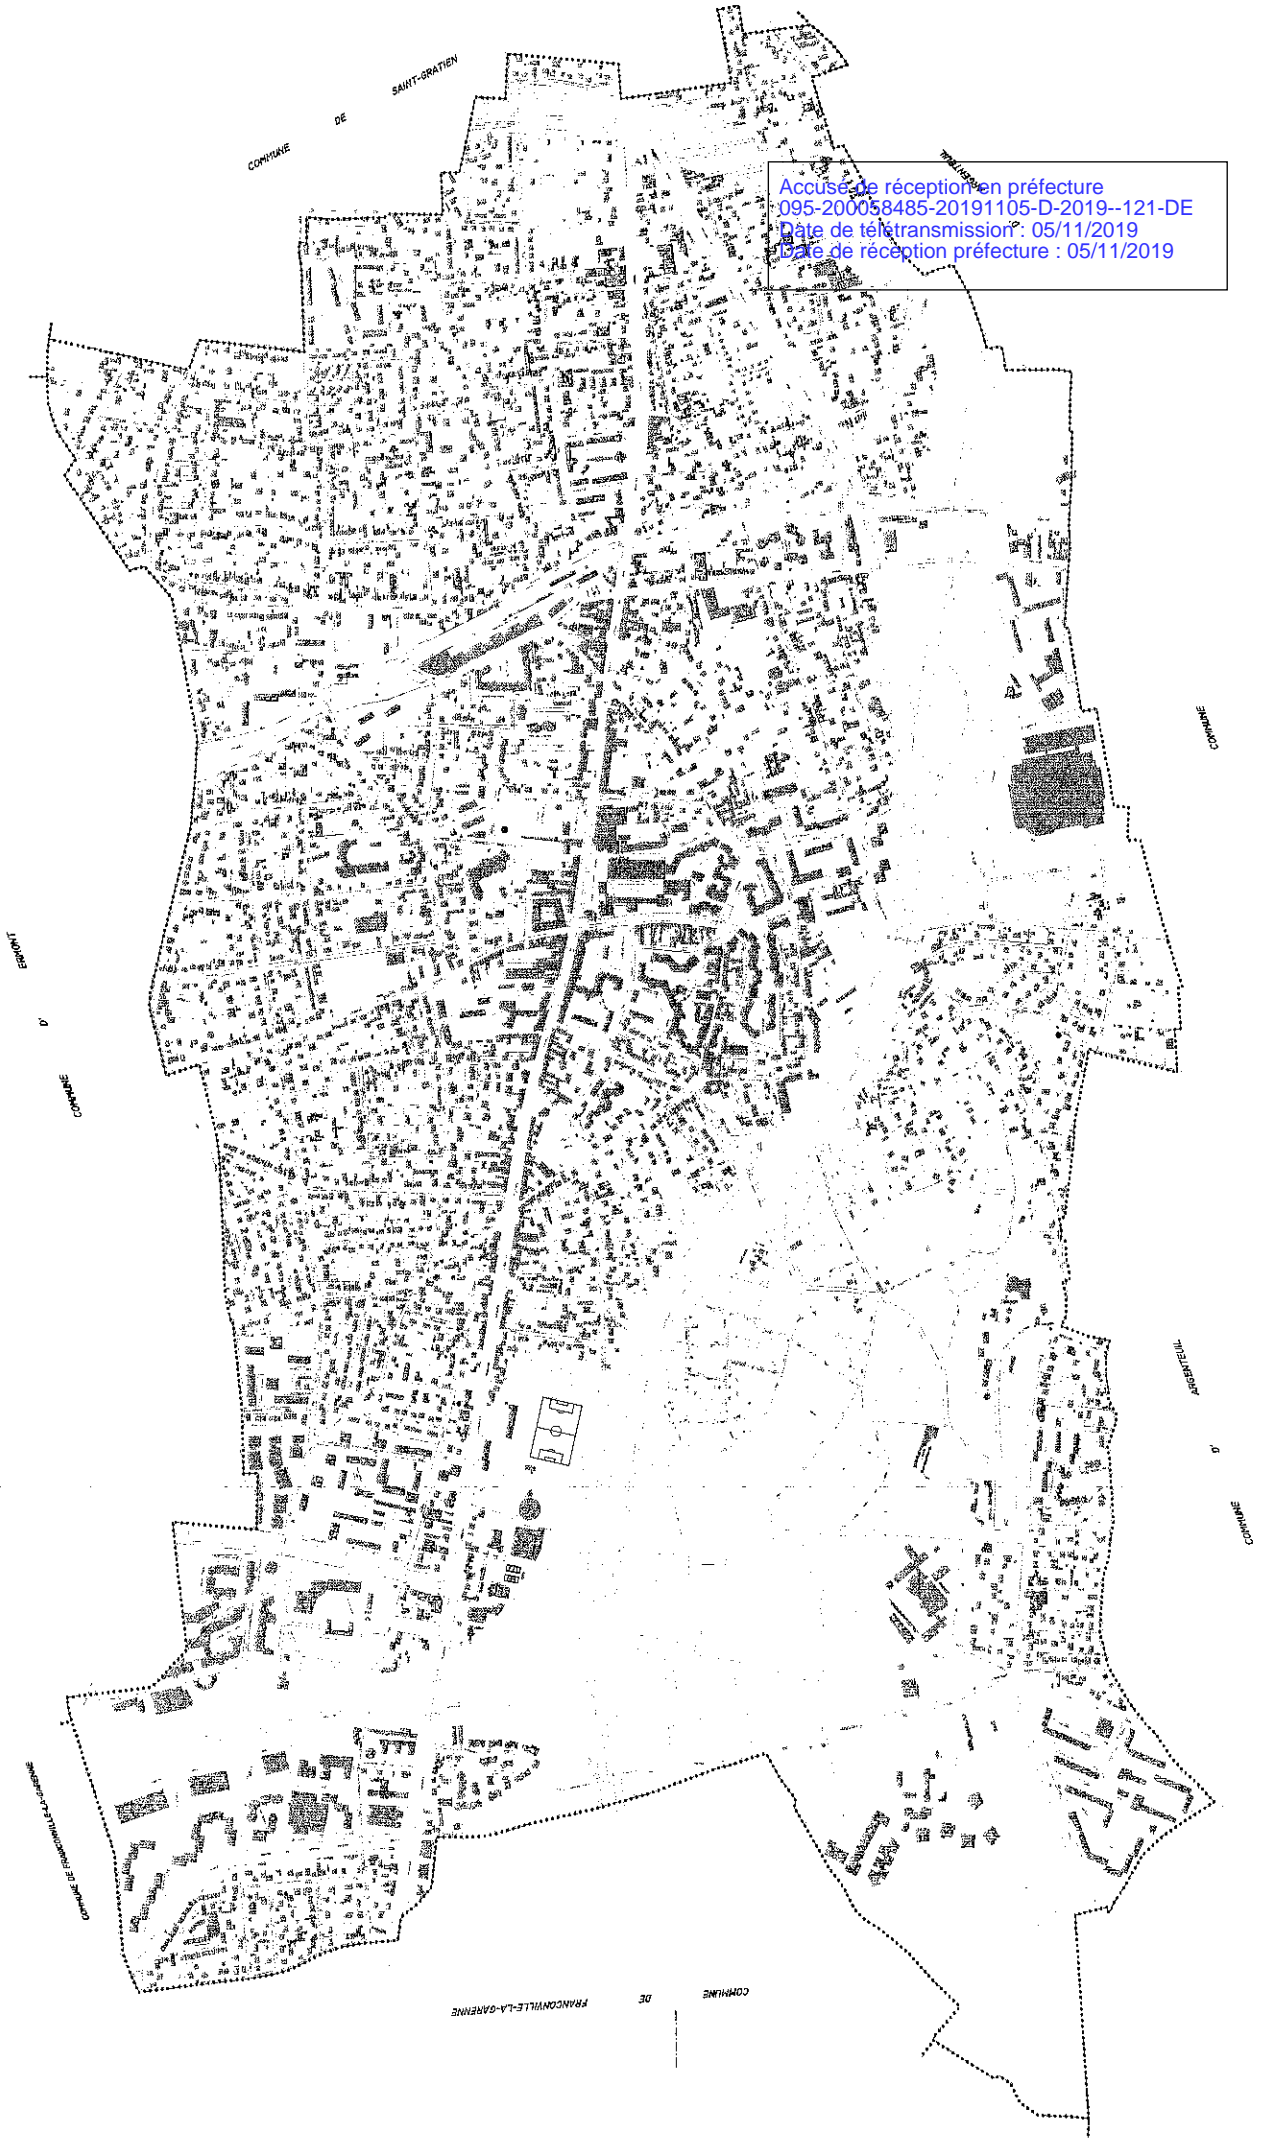 COMMUNE DE SAINT-GRATIEN
Accusé de réception en préfecture
095-200058485-20191105-D-2019--121-DE
Date de télétransmission : 05/11/2019
Date de réception préfecture : 05/11/2019
D'ARGENTEUIL
COMMUNE
COMMUNE D' ERMONT
COMMUNE D' ARGENTEUIL
COMMUNE DE FRANCONVILLE-LA-GARENNE
COMMUNE DE FRANCONVILLE-LA-GARENNE